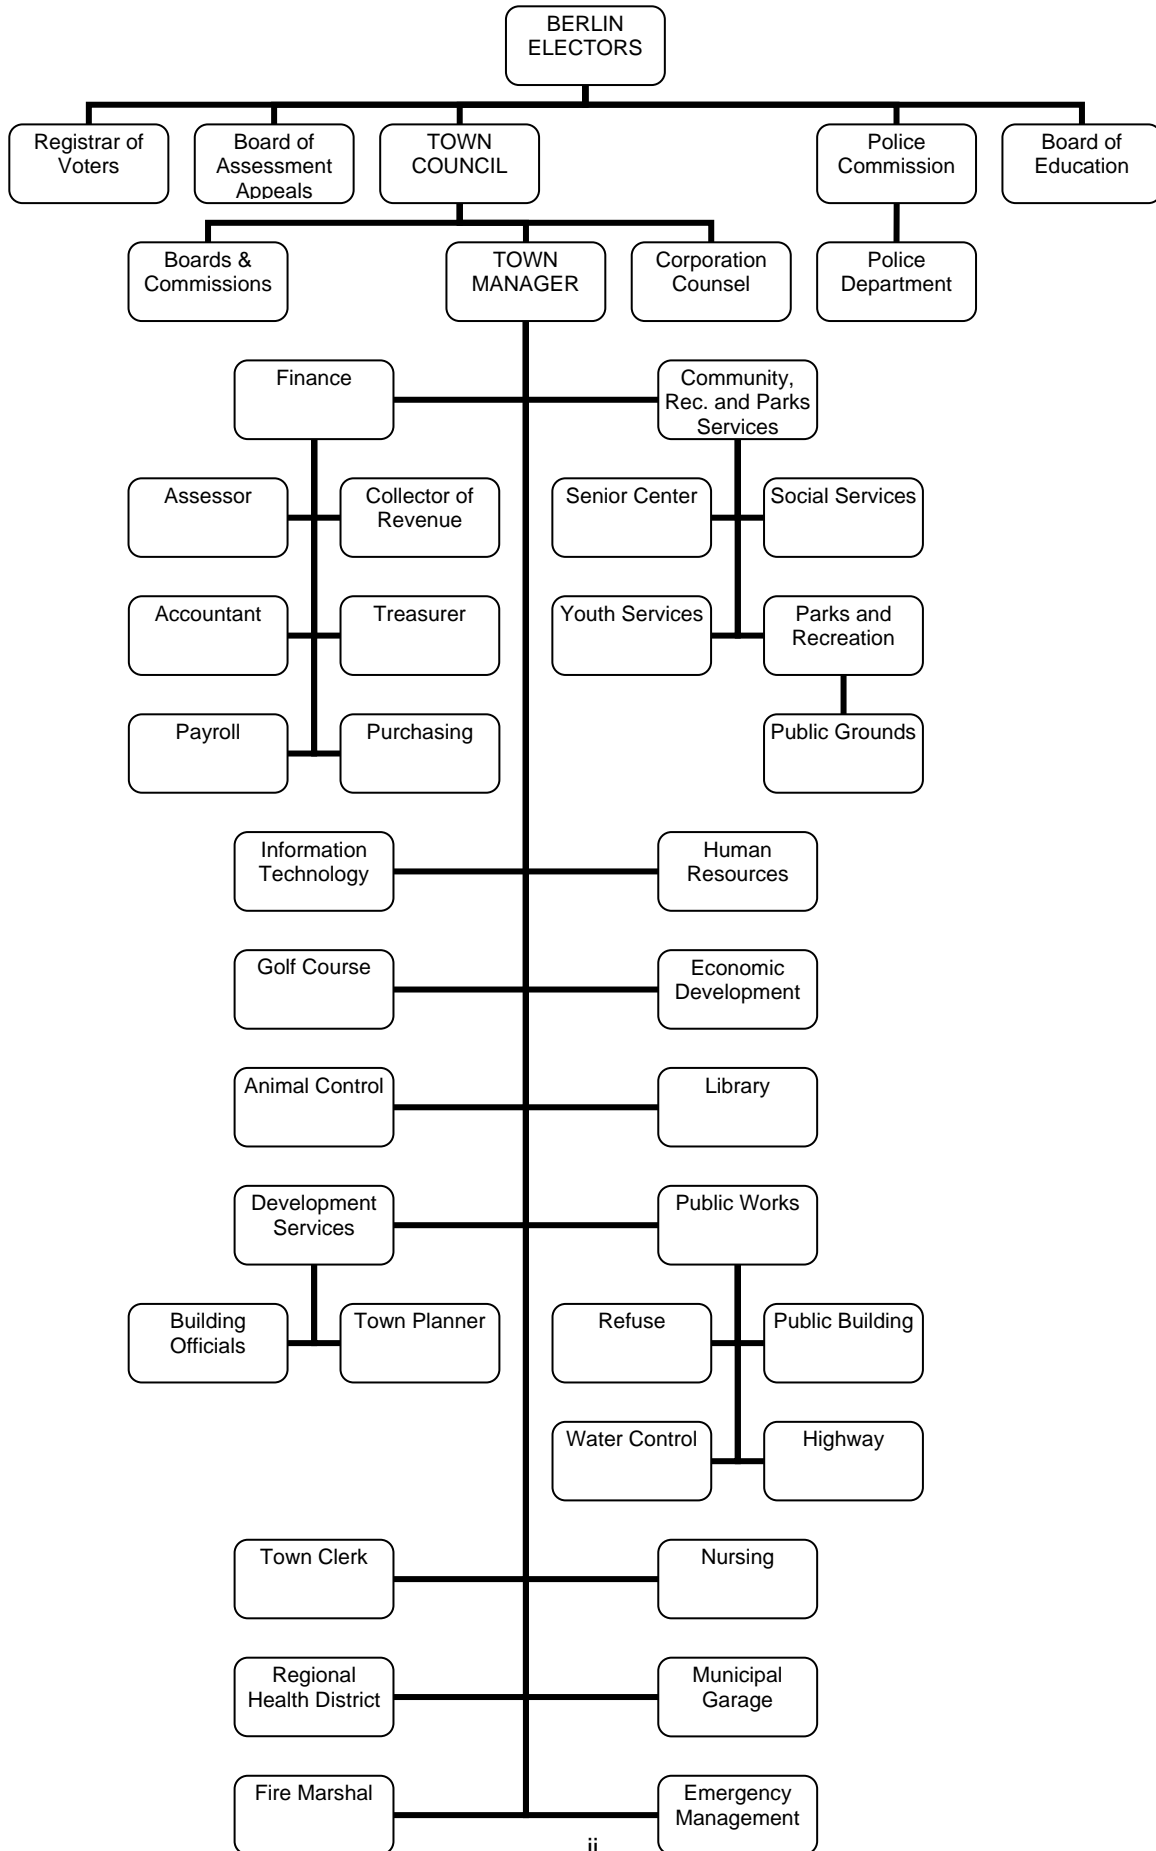 BERLIN
ELECTORS
Registrar of
Voters
Board of
Assessment
Appeals
TOWN
COUNCIL
Police
Commission
Board of
Education
Boards &
Commissions
TOWN
MANAGER
Corporation
Counsel
Police
Department
Finance
Community,
Rec. and Parks
Services
Assessor
Collector of
Revenue
Senior Center
Social Services
Accountant
Treasurer
Youth Services
Parks and
Recreation
Payroll
Purchasing
Public Grounds
Information
Technology
Human
Resources
Golf Course
Economic
Development
Animal Control
Library
Development
Services
Public Works
Building
Officials
Town Planner
Refuse
Public Building
Water Control
Highway
Town Clerk
Nursing
Regional
Health District
Municipal
Garage
Fire Marshal
Emergency
Management
ii